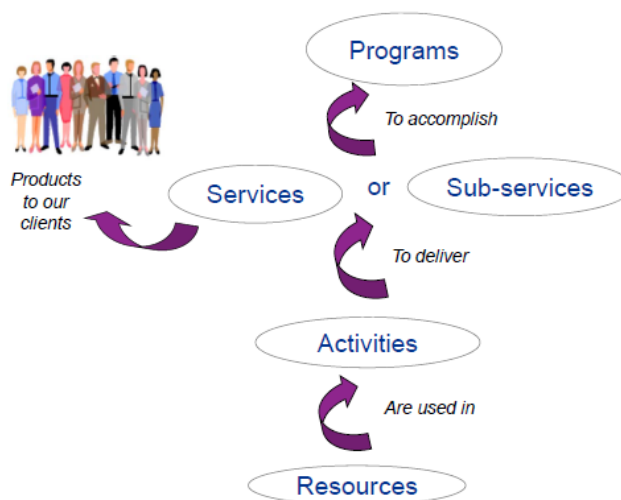 Programs
To accomplish
Products
to our
clients
Services
or
Sub-services
To deliver
Activities
Are used in
Resources